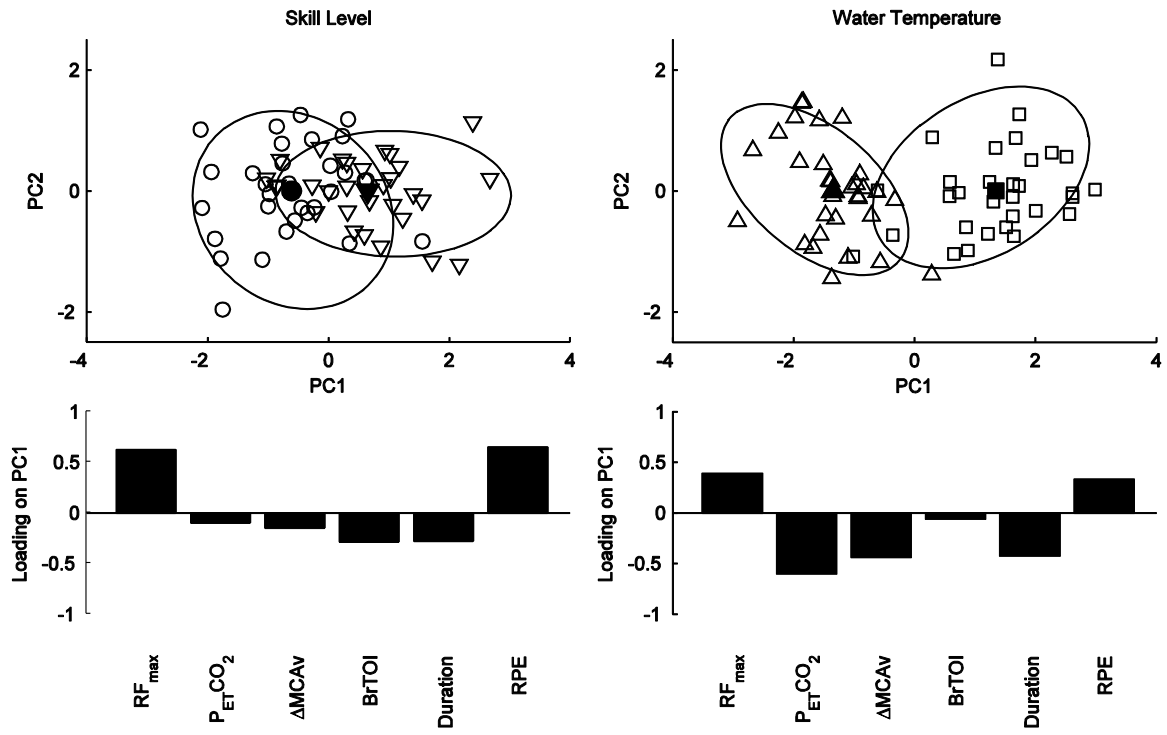 Skill Level
PC2
2
0
-2
-4
-2
0
2
4
PC1
Water Temperature
PC2
2
0
-2
-4
-2
0
2
4
PC1
Loading on PC1
1
0.5
0
-0.5
-1
RFmax
PETCO2
ΔMCAv
BrTOI
Duration
RPE
Loading on PC1
1
0.5
0
-0.5
-1
RFmax
PETCO2
ΔMCAv
BrTOI
Duration
RPE